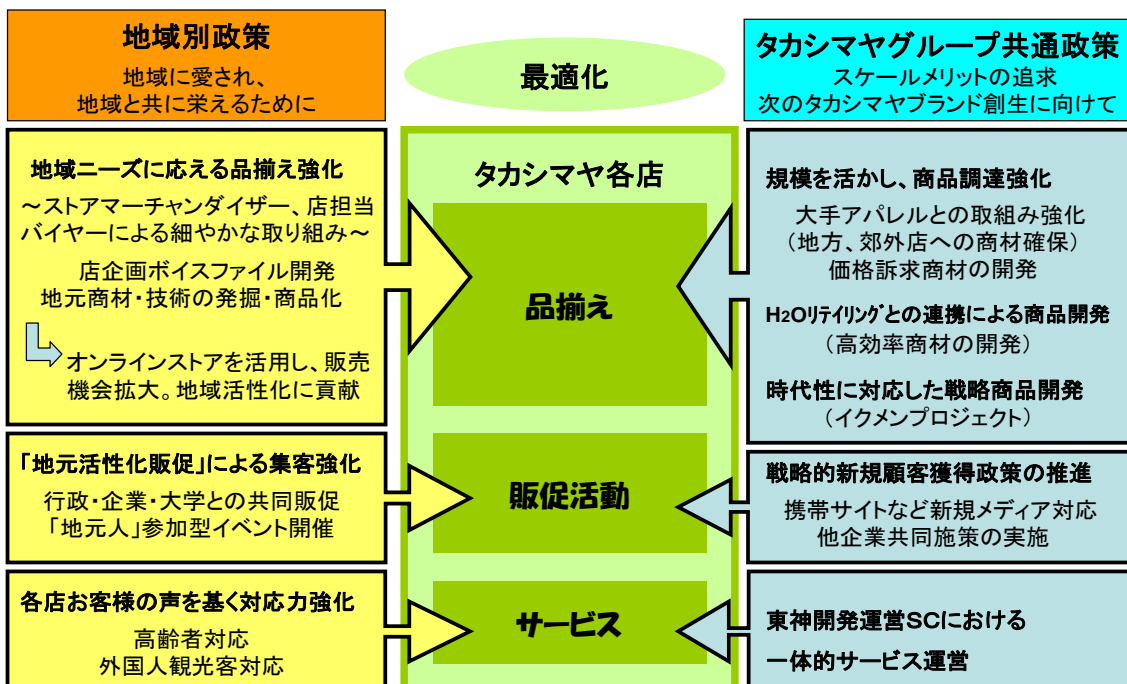 地域別政策
地域に愛され、
地域と共に栄えるために
最適化
タカシマヤグループ共通政策
スケールメリットの追求
次のタカシマヤブランド創生に向けて
地域ニーズに応える品揃え強化
~ストアマーチャンダイザー、店担当
バイヤーによる細やかな取り組み~
店企画ボイスファイル開発
地元商材・技術の発掘・商品化
オンラインストアを活用し、販売
機会拡大。地域活性化に貢献
「地元活性化販促」による集客強化
行政・企業・大学との共同販促
「地元人」参加型イベント開催
各店お客様の声を基く対応力強化
高齢者対応
外国人観光客対応
タカシマヤ各店
品揃え
販促活動
サービス
規模を活かし、商品調達強化
大手アパレルとの取組み強化
(地方、郊外店への商材確保)
価格訴求商材の開発
H2Oリテイリングとの連携による商品開発
(高効率商材の開発)
時代性に対応した戦略商品開発
(イクメンプロジェクト)
戦略的新規顧客獲得政策の推進
携帯サイトなど新規メディア対応
他企業共同施策の実施
東神開発運営SCにおける
一体的サービス運営